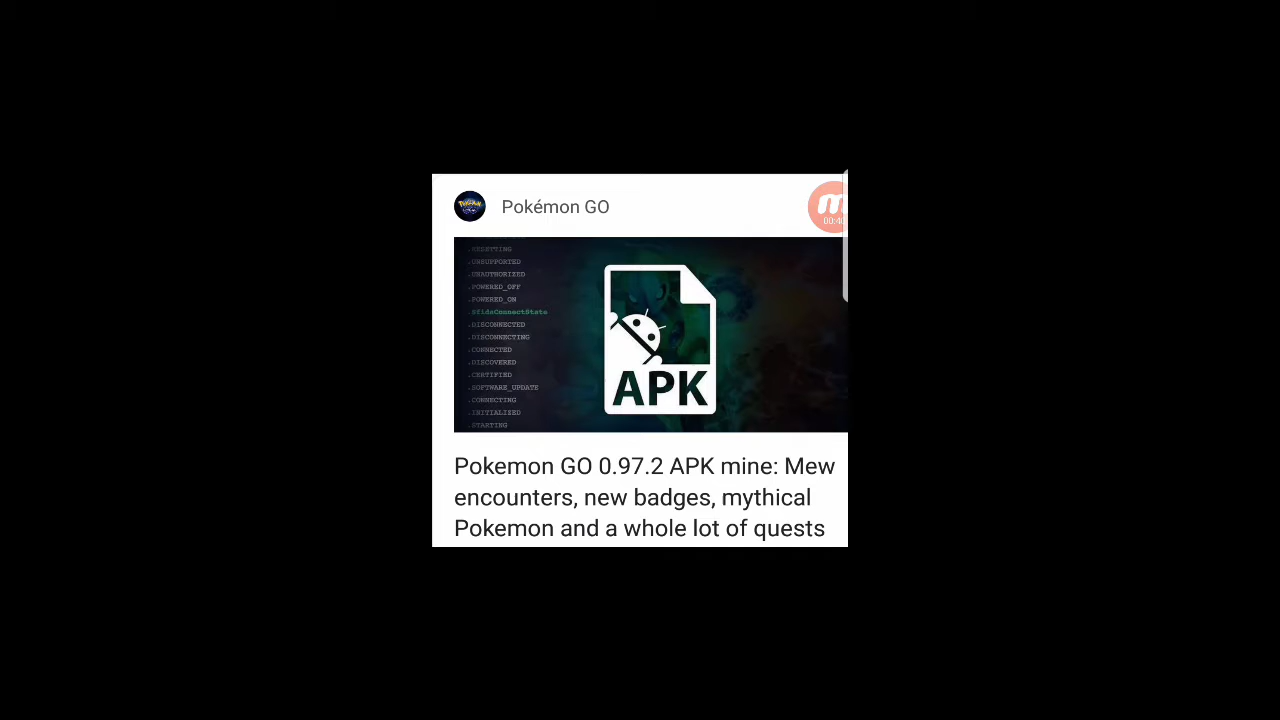 Pokémon GO
.RESETTING
.UNSUPPORTED
.UNAUTHORIZED
.POWERED_OFF
.POWERED_ON
.SfidaConnectState
.DISCONNECTED
.DISCONNECTING
.CONNECTED
.DISCOVERED
.CERTIFIED
.SOFTWARE_UPDATE
.CONNECTING
.INITIALIZED
.STARTING
APK
Pokemon GO 0.97.2 APK mine: Mew
encounters, new badges, mythical
Pokemon and a whole lot of quests